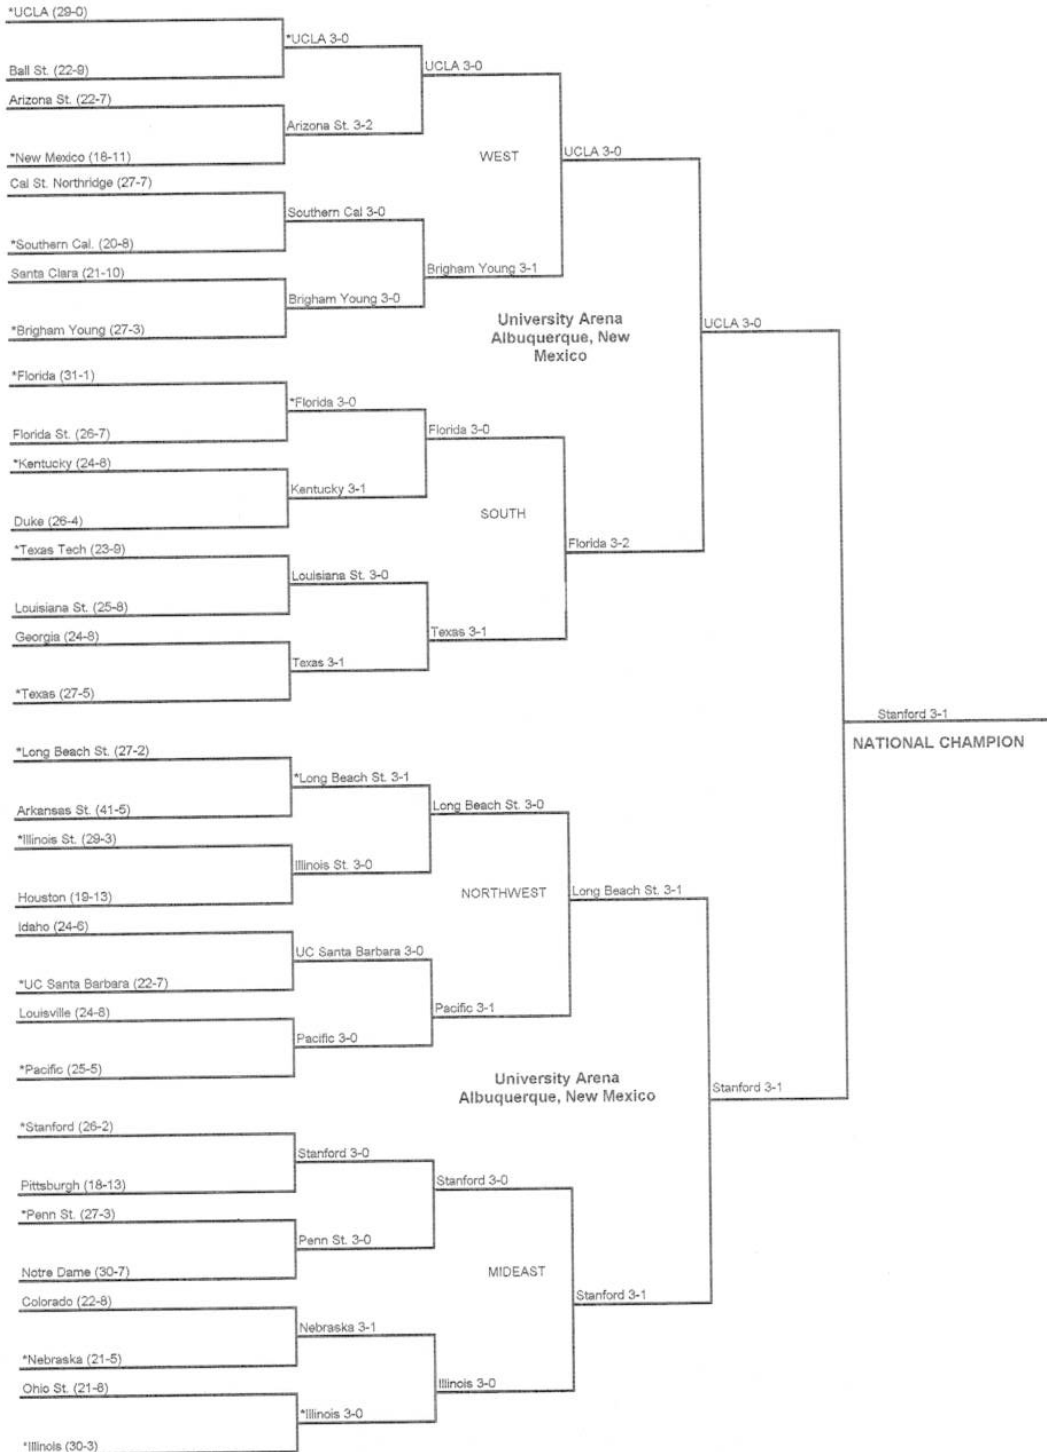 *UCLA (29-0)
*UCLA 3-0
Ball St. (22-9)
UCLA 3-0
Arizona St. (22-7)
Arizona St. 3-2
*New Mexico (18-11)
WEST
UCLA 3-0
Cal St. Northridge (27-7)
Southern Cal 3-0
*Southern Cal. (20-8)
Brigham Young 3-1
Santa Clara (21-10)
Brigham Young 3-0
*Brigham Young (27-3)
University Arena
Albuquerque, New
Mexico
UCLA 3-0
*Florida (31-1)
*Florida 3-0
Florida St. (26-7)
Florida 3-0
*Kentucky (24-8)
Kentucky 3-1
Duke (26-4)
SOUTH
Florida 3-2
*Texas Tech (23-9)
Louisiana St. 3-0
Louisiana St. (25-8)
Texas 3-1
Georgia (24-8)
Texas 3-1
*Texas (27-5)
Stanford 3-1
NATIONAL CHAMPION
*Long Beach St. (27-2)
*Long Beach St. 3-1
Arkansas St. (41-5)
Long Beach St. 3-0
*Illinois St. (29-3)
Illinois St. 3-0
Houston (19-13)
NORTHWEST
Long Beach St. 3-1
Idaho (24-6)
UC Santa Barbara 3-0
*UC Santa Barbara (22-7)
Pacific 3-1
Louisville (24-8)
Pacific 3-0
*Pacific (25-5)
University Arena
Albuquerque, New Mexico
Stanford 3-1
*Stanford (26-2)
Stanford 3-0
Pittsburgh (18-13)
Stanford 3-0
*Penn St. (27-3)
Penn St. 3-0
Notre Dame (30-7)
MIDEAST
Stanford 3-1
Colorado (22-8)
Nebraska 3-1
*Nebraska (21-5)
Illinois 3-0
Ohio St. (21-8)
*Illinois 3-0
*Illinois (30-3)